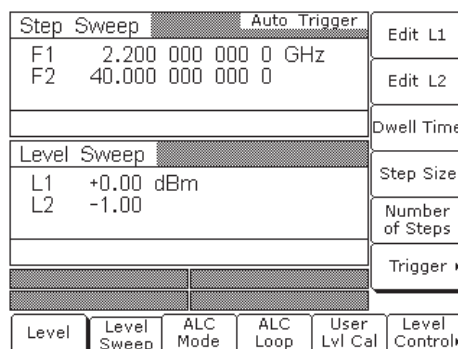 Step Sweep Auto Trigger
F1 2.200 000 000 0 GHz
F2 40.000 000 000 0
Level Sweep
L1 +0.00 dBm
L2 -1.00
Edit L1
Edit L2
Dwell Time
Step Size
Number
of Steps
Trigger
Level
Level
Sweep
ALC
Mode
ALC
Loop
User
Lvl Cal
Level
Control